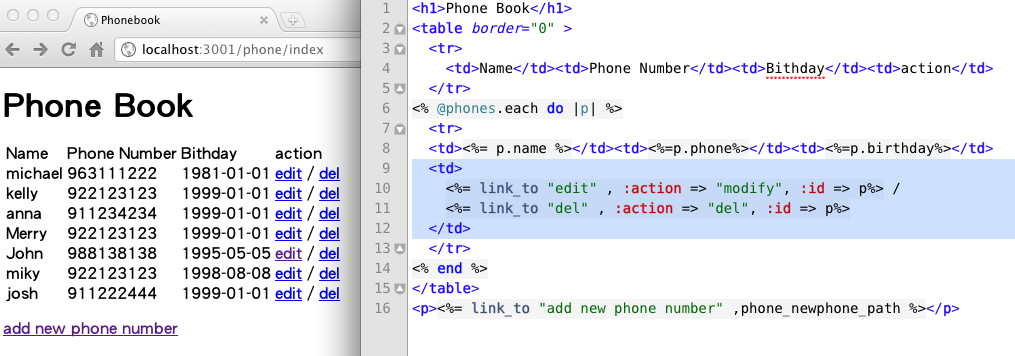 Phonebook
localhost:3001/phone/index
Phone Book
Name Phone Number Bithday action
michael 963111222 1981-01-01 edit / del
kelly 922123123 1999-01-01 edit / del
anna 911234234 1999-01-01 edit / del
Merry 922123123 1999-01-01 edit / del
John 988138138 1995-05-05 edit / del
miky 922123123 1998-08-08 edit / del
josh 911222444 1999-01-01 edit / del
add new phone number
1 <h1>Phone Book</h1>
2 <table border="0" >
3 <tr>
4 <td>Name</td><td>Phone Number</td><td>Bithday</td><td>action</td>
5 </tr>
6 <% @phones.each do |p| %>
7 <tr>
8 <td><%= p.name %></td><td><%=p.phone%></td><td><%=p.birthday%></td>
9 <td>
10 <%= link_to "edit" , :action => "modify", :id => p%> /
11 <%= link_to "del" , :action => "del", :id => p%>
12 </td>
13 </tr>
14 <% end %>
15 </table>
16 <p><%= link_to "add new phone number" ,phone_newphone_path %></p>